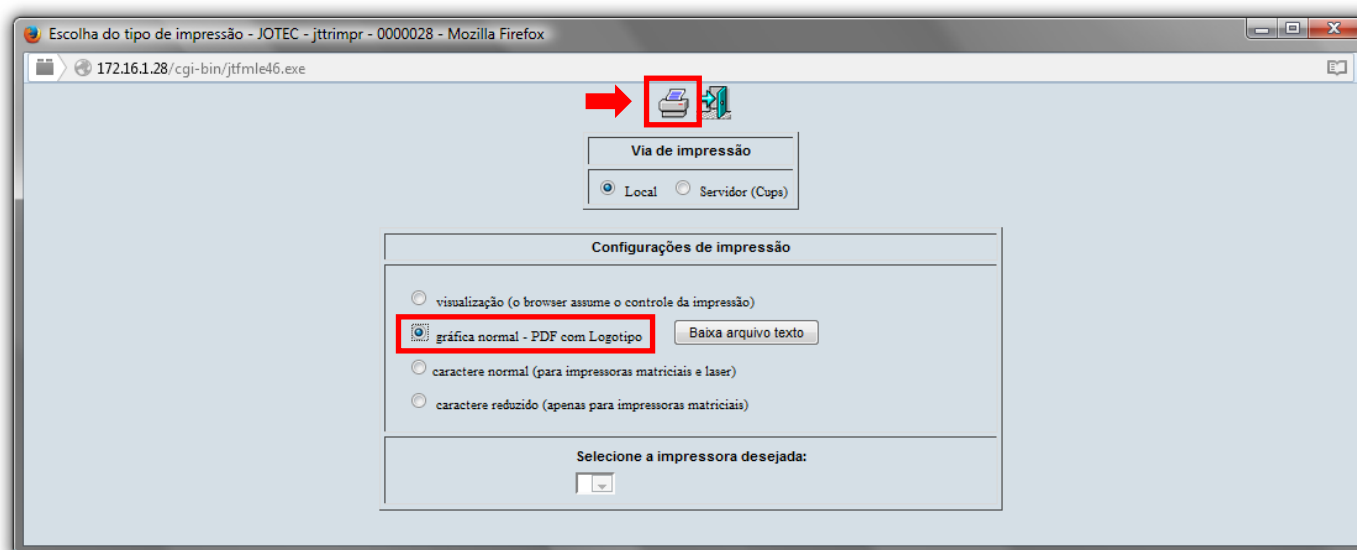 Escolha do tipo de impressão - JOTEC - jttrimpr - 0000028 - Mozilla Firefox
172.16.1.28/cgi-bin/jtfmle46.exe
Via de impressão
Local Servidor (Cups)
Configurações de impressão
visualização (o browser assume o controle da impressão)
gráfica normal - PDF com Logotipo Baixa arquivo texto
caractere normal (para impressoras matriciais e laser)
caractere reduzido (apenas para impressoras matriciais)
Selecione a impressora desejada: